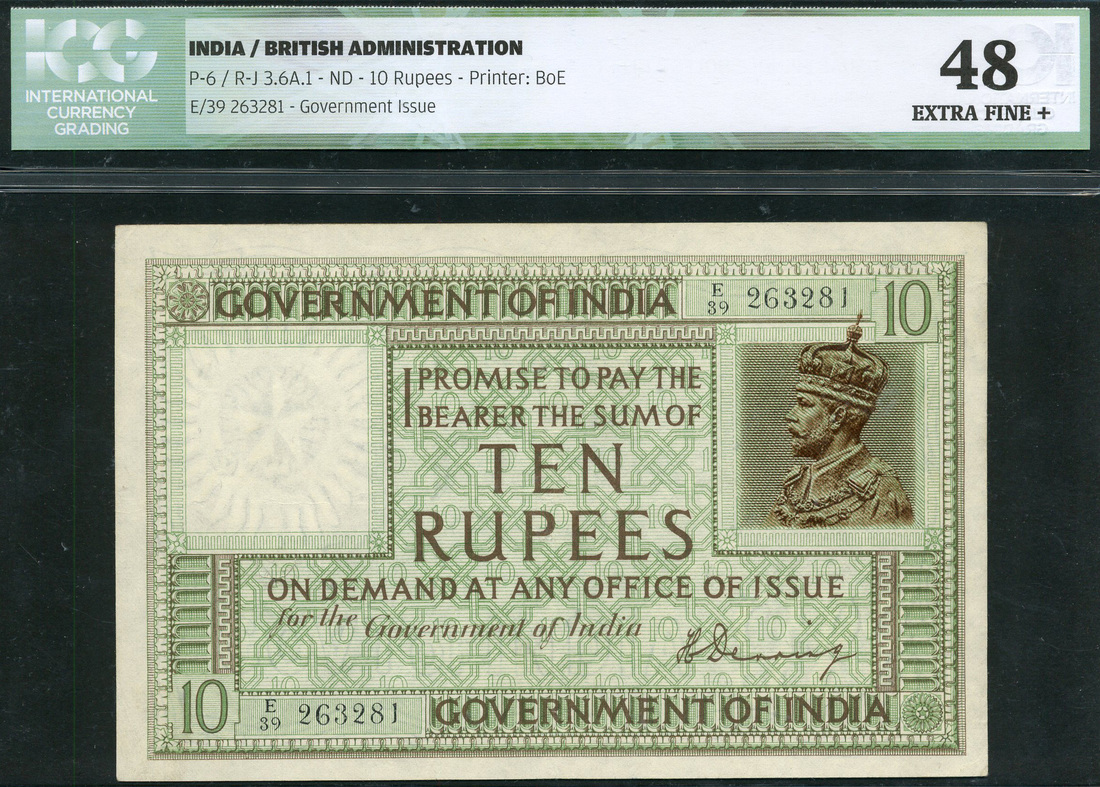 ICG
INTERNATIONAL
CURRENCY
GRADING
INDIA / BRITISH ADMINISTRATION
P-6 / R-J 3.6A.1 - ND - 10 Rupees - Printer: BoE
E/39 263281 - Government Issue
48
EXTRA FINE +
GOVERNMENT OF INDIA
E
39 263281
10
I PROMISE TO PAY THE
BEARER THE SUM OF
TEN
RUPEES
ON DEMAND AT ANY OFFICE OF ISSUE
for the Government of India
H Denning
10
E
39 263281
GOVERNMENT OF INDIA